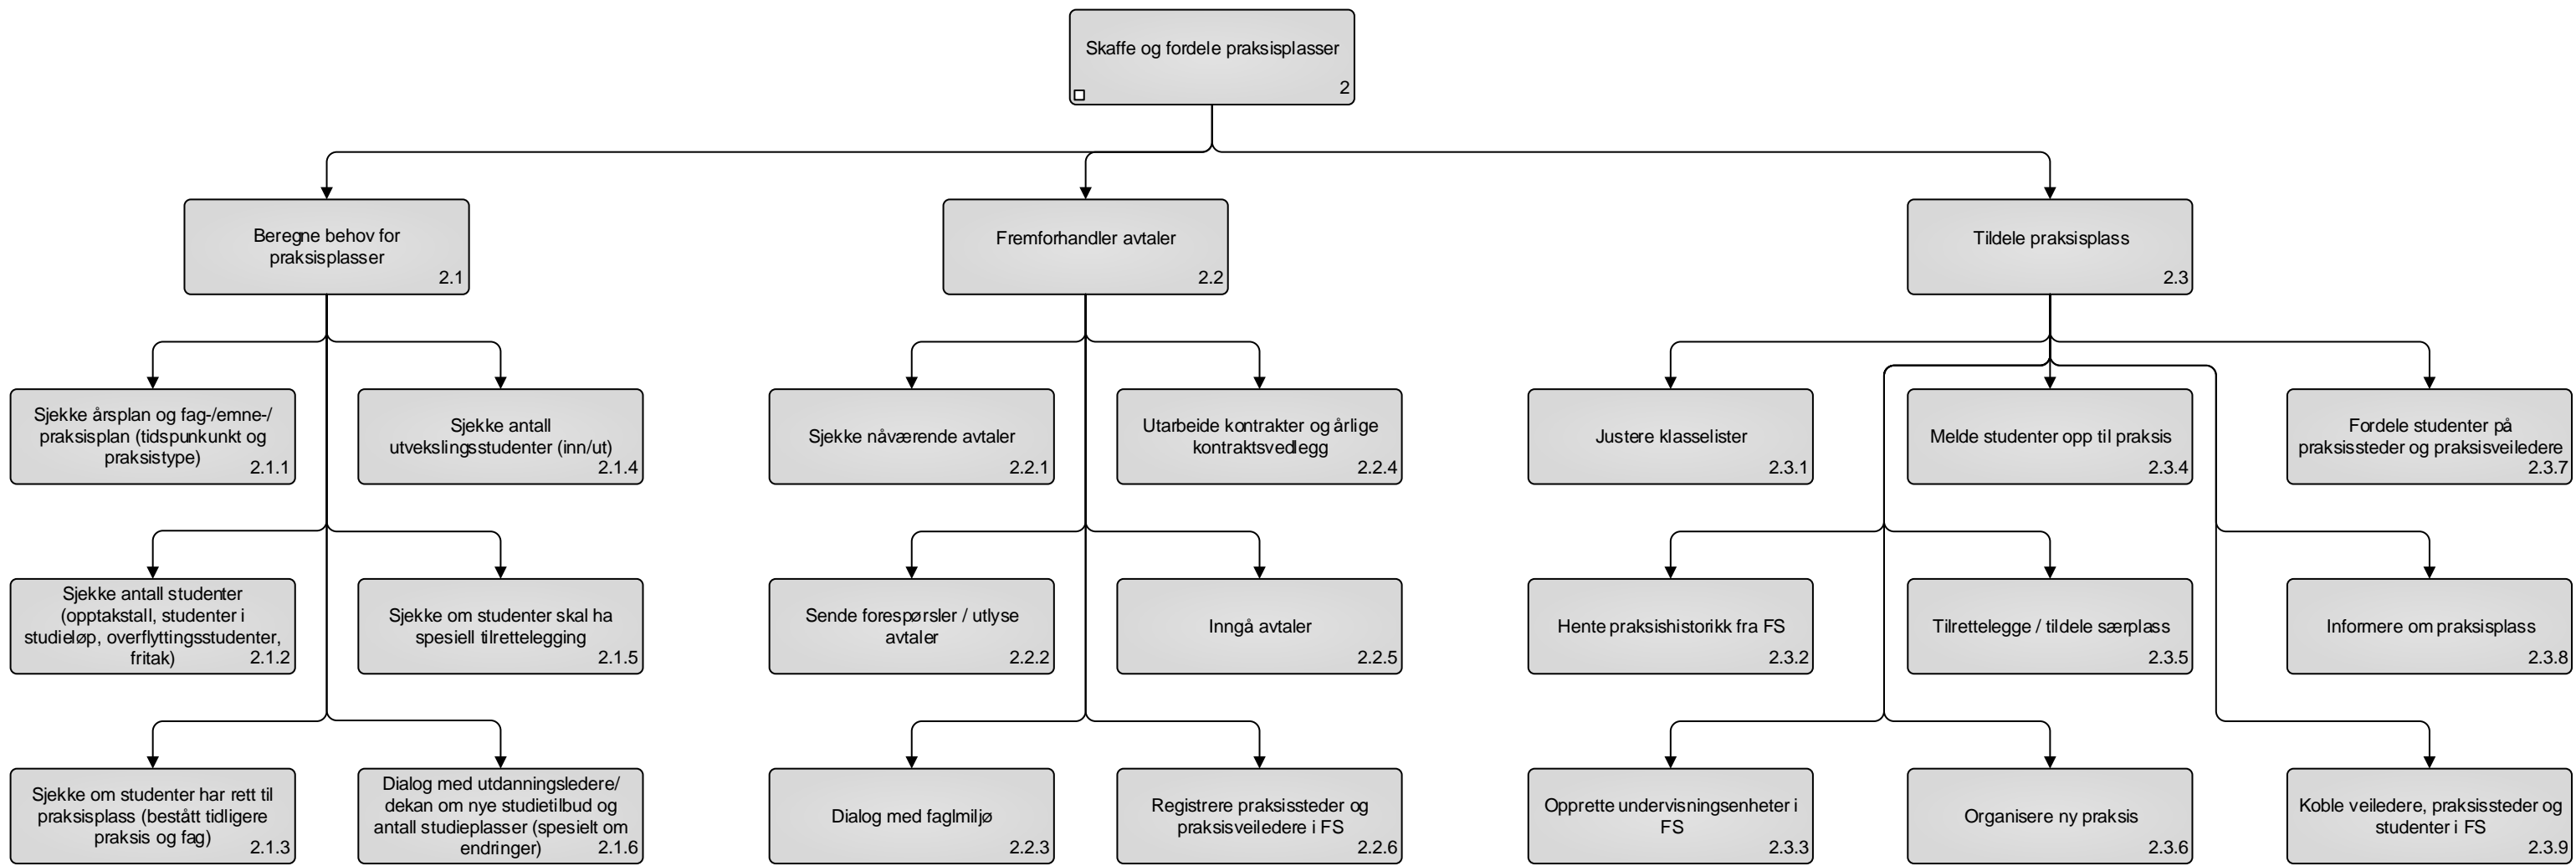 Skaffe og fordele praksisplasser
2
Beregne behov for
praksisplasser
2.1
Fremforhandler avtaler
2.2
Tildele praksisplass
2.3
Sjekke årsplan og fag-/emne-/
praksisplan (tidspunkunkt og
praksistype)
2.1.1
Sjekke antall
utvekslingsstudenter (inn/ut)
2.1.4
Sjekke nåværende avtaler
2.2.1
Utarbeide kontrakter og årlige
kontraktsvedlegg
2.2.4
Justere klasselister
2.3.1
Melde studenter opp til praksis
2.3.4
Fordele studenter på
praksissteder og praksisveiledere
2.3.7
Sjekke antall studenter
(opptakstall, studenter i
studieløp, overflyttingsstudenter,
fritak)
2.1.2
Sjekke om studenter skal ha
spesiell tilrettelegging
2.1.5
Sende forespørsler / utlyse
avtaler
2.2.2
Inngå avtaler
2.2.5
Hente praksishistorikk fra FS
2.3.2
Tilrettelegge / tildele særplass
2.3.5
Informere om praksisplass
2.3.8
Sjekke om studenter har rett til
praksisplass (bestått tidligere
praksis og fag)
2.1.3
Dialog med utdanningsledere/
dekan om nye studietilbud og
antall studieplasser (spesielt om
endringer)
2.1.6
Dialog med faglmiljø
2.2.3
Registrere praksissteder og
praksisveiledere i FS
2.2.6
Opprette undervisningsenheter i
FS
2.3.3
Organisere ny praksis
2.3.6
Koble veiledere, praksissteder og
studenter i FS
2.3.9